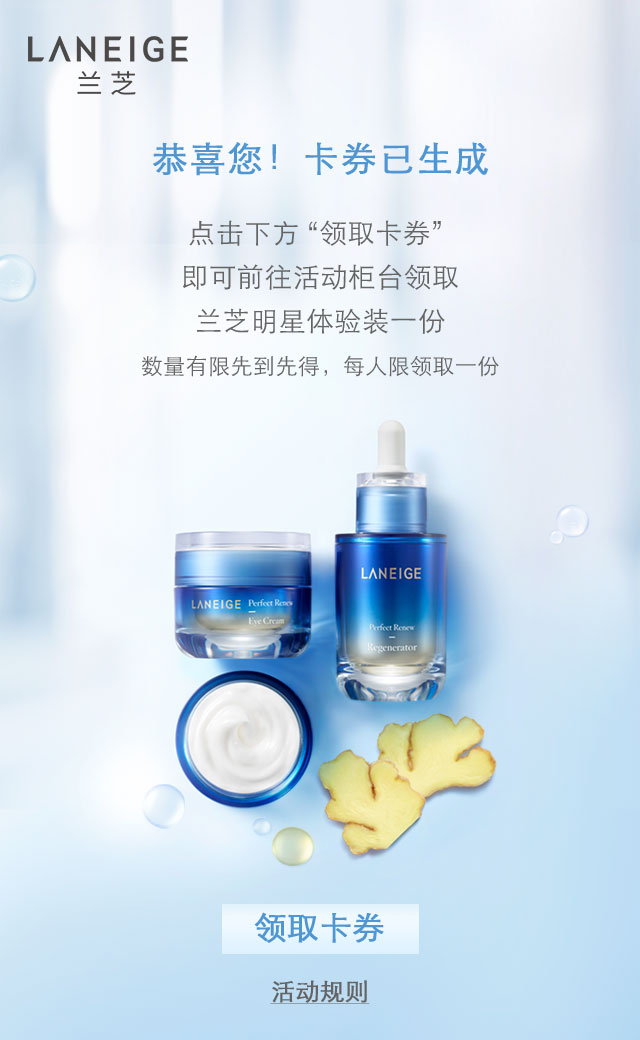 LANEIGE
兰芝
恭喜您！卡券已生成
点击下方“领取卡券”
即可前往活动柜台领取
兰芝明星体验装一份
数量有限先到先得，每人限领取一份
LANEIGE
LANEIGE Perfect Renew
Eye Cream
Perfect Renew
Regenerator
领取卡券
活动规则